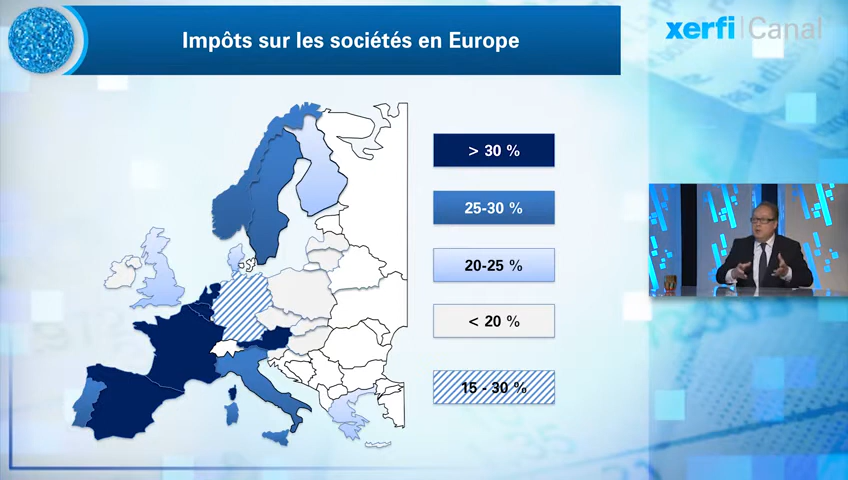 Impôts sur les sociétés en Europe
xerfi Canal
> 30 %
25-30 %
20-25 %
< 20 %
15 - 30 %